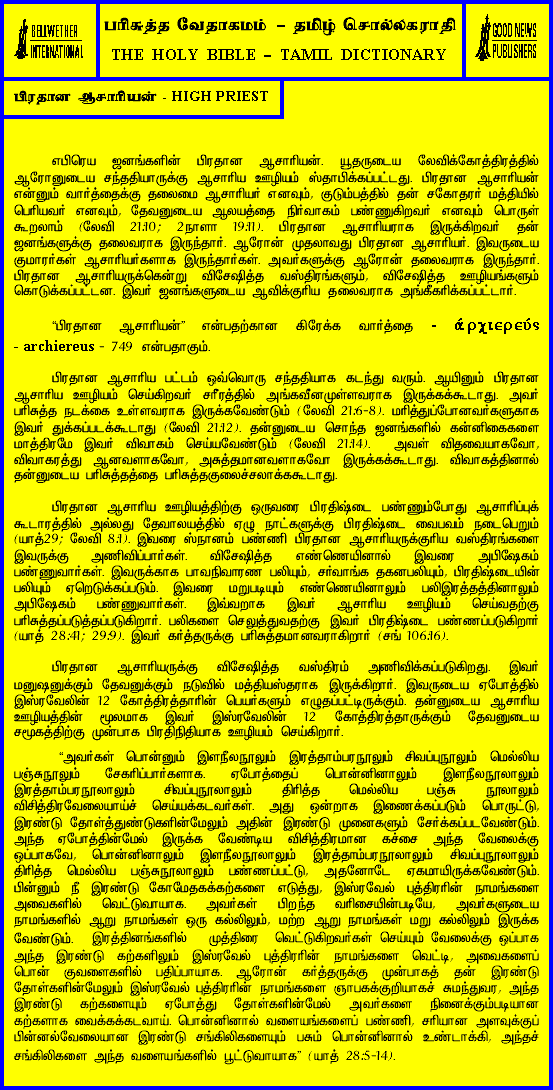 BELLWETHER
INTERNATIONAL
பரிசுத்த வேதாகமம் – தமிழ் சொல்லகராதி
THE HOLY BIBLE – TAMIL DICTIONARY
GOOD NEWS
PUBLISHERS
பிரதான ஆசாரியன் - HIGH PRIEST
எபிரெய ஜனங்களின் பிரதான ஆசாரியன். யூதருடைய லேவிக்கோத்திரத்தில்
ஆரோனுடைய சந்ததியாருக்கு ஆசாரிய ஊழியம் ஸ்தாபிக்கப்பட்டது. பிரதான ஆசாரியன்
என்னும் வார்த்தைக்கு தலைமை ஆசாரியர் எனவும், குடும்பத்தில் தன் சகோதரர் மத்தியில்
பெரியவர் எனவும், தேவனுடைய ஆலயத்தை நிர்வாகம் பண்ணுகிறவர் எனவும் பொருள்
கூறலாம் (லேவி 21:10; 2நாளா 19:11). பிரதான ஆசாரியராக இருக்கிறவர் தன்
ஜனங்களுக்கு தலைவராக இருந்தார். ஆரோன் முதலாவது பிரதான ஆசாரியர். இவருடைய
குமாரர்கள் ஆசாரியர்களாக இருந்தார்கள். அவர்களுக்கு ஆரோன் தலைவராக இருந்தார்.
பிரதான ஆசாரியருக்கென்று விசேஷித்த வஸ்திரங்களும், விசேஷித்த ஊழியங்களும்
கொடுக்கப்பட்டன. இவர் ஜனங்களுடைய ஆவிக்குரிய தலைவராக அங்கீகரிக்கப்பட்டார்.
“பிரதான ஆசாரியன்” என்பதற்கான கிரேக்க வார்த்தை - ἀρχιερεύς
- archiereus - 749 என்பதாகும்.
பிரதான ஆசாரிய பட்டம் ஒவ்வொரு சந்ததியாக கடந்து வரும். ஆயினும் பிரதான
ஆசாரிய ஊழியம் செய்கிறவர் சரீரத்தில் அங்கவீனமுள்ளவராக இருக்கக்கூடாது. அவர்
பரிசுத்த நடக்கை உள்ளவராக இருக்கவேண்டும் (லேவி 21:6-8). மரித்துப்போனவர்களுகாக
இவர் துக்கப்படக்கூடாது (லேவி 21:12). தன்னுடைய சொந்த ஜனங்களில் கன்னிகைகளை
மாத்திரமே இவர் விவாகம் செய்யவேண்டும் (லேவி 21:14). அவள் விதவையாகவோ,
விவாகரத்து ஆனவளாகவோ, அசுத்தமானவளாகவோ இருக்கக்கூடாது. விவாகத்தினால்
தன்னுடைய பரிசுத்தத்தை பரிசுத்தகுலைச்சலாக்ககூடாது.
பிரதான ஆசாரிய ஊழியத்திற்கு ஒருவரை பிரதிஷ்டை பண்ணும்போது ஆசரிப்புக்
கூடாரத்தில் அல்லது தேவாலயத்தில் ஏழு நாட்களுக்கு பிரதிஷ்டை வைபவம் நடைபெறும்
(யாத்29; லேவி 8:1). இவரை ஸ்நானம் பண்ணி பிரதான ஆசாரியருக்குரிய வஸ்திரங்களை
இவருக்கு அணிவிப்பார்கள். விசேஷித்த எண்ணெயினால் இவரை அபிஷேகம்
பண்ணுவார்கள். இவருக்காக பாவநிவாரண பலியும், சர்வாங்க தகனபலியும், பிரதிஷ்டையின்
பலியும் ஏறெடுக்கப்படும். இவரை மறுபடியும் எண்ணெயினாலும் பலிஇரத்தத்தினாலும்
அபிஷேகம் பண்ணுவார்கள். இவ்வறாக இவர் ஆசாரிய ஊழியம் செய்வதற்கு
பரிசுத்தப்படுத்தப்படுகிறார். பலிகளை செலுத்துவதற்கு இவர் பிரதிஷ்டை பண்ணப்படுகிறார்
(யாத் 28:41; 29:9). இவர் கர்த்தருக்கு பரிசுத்தமானவராகிறார் (சங் 106:16).
பிரதான ஆசாரியருக்கு விசேஷித்த வஸ்திரம் அணிவிக்கப்படுகிறது. இவர்
மனுஷனுக்கும் தேவனுக்கும் நடுவில் மத்தியஸ்தராக இருக்கிறார். இவருடைய ஏபோத்தில்
இஸ்ரவேலின் 12 கோத்திரத்தாரின் பெயர்களும் எழுதப்பட்டிருக்கும். தன்னுடைய ஆசாரிய
ஊழியத்தின் மூலமாக இவர் இஸ்ரவேலின் 12 கோத்திரத்தாருக்கும் தேவனுடைய
சமூகத்திற்கு முன்பாக பிரதிநிதியாக ஊழியம் செய்கிறார்.
“அவர்கள் பொன்னும் இளநீலநூலும் இரத்தாம்பரநூலும் சிவப்புநூலும் மெல்லிய
பஞ்சுநூலும் சேகரிப்பார்களாக. ஏபோத்தைப் பொன்னினாலும் இளநீலநூலாலும்
இரத்தாம்பரநூலாலும் சிவப்புநூலாலும் திரித்த மெல்லிய பஞ்சு நூலாலும்
விசித்திரவேலையாய்ச் செய்யக்கடவர்கள். அது ஒன்றாக இணைக்கப்படும் பொருட்டு,
இரண்டு தோள்த்துண்டுகளின்மேலும் அதின் இரண்டு முனைகளும் சேர்க்கப்படவேண்டும்.
அந்த ஏபோத்தின்மேல் இருக்க வேண்டிய விசித்திரமான கச்சை அந்த வேலைக்கு
ஒப்பாகவே, பொன்னினாலும் இளநீலநூலாலும் இரத்தாம்பரநூலாலும் சிவப்புநூலாலும்
திரித்த மெல்லிய பஞ்சுநூலாலும் பண்ணப்பட்டு, அதனோடே ஏகமாயிருக்கவேண்டும்.
பின்னும் நீ இரண்டு கோமேதகக்கற்களை எடுத்து, இஸ்ரவேல் புத்திரரின் நாமங்களை
அவைகளில் வெட்டுவாயாக. அவர்கள் பிறந்த வரிசையின்படியே, அவர்களுடைய
நாமங்களில் ஆறு நாமங்கள் ஒரு கல்லிலும், மற்ற ஆறு நாமங்கள் மறு கல்லிலும் இருக்க
வேண்டும். இரத்தினங்களில் முத்திரை வெட்டுகிறவர்கள் செய்யும் வேலைக்கு ஒப்பாக
அந்த இரண்டு கற்களிலும் இஸ்ரவேல் புத்திரரின் நாமங்களை வெட்டி, அவைகளைப்
பொன் குவளைகளில் பதிப்பாயாக. ஆரோன் கர்த்தருக்கு முன்பாகத் தன் இரண்டு
தோள்களின்மேலும் இஸ்ரவேல் புத்திரரின் நாமங்களை ஞாபகக்குறியாகச் சுமந்துவர, அந்த
இரண்டு கற்களையும் ஏபோத்து தோள்களின்மேல் அவர்களை நினைக்கும்படியான
கற்களாக வைக்கக்கடவாய். பொன்னினால் வளையங்களைப் பண்ணி, சரியான அளவுக்குப்
பின்னல்வேலையான இரண்டு சங்கிலிகளையும் பசும் பொன்னினால் உண்டாக்கி, அந்தச்
சங்கிலிகளை அந்த வளையங்களில் பூட்டுவாயாக” (யாத் 28:5-14).